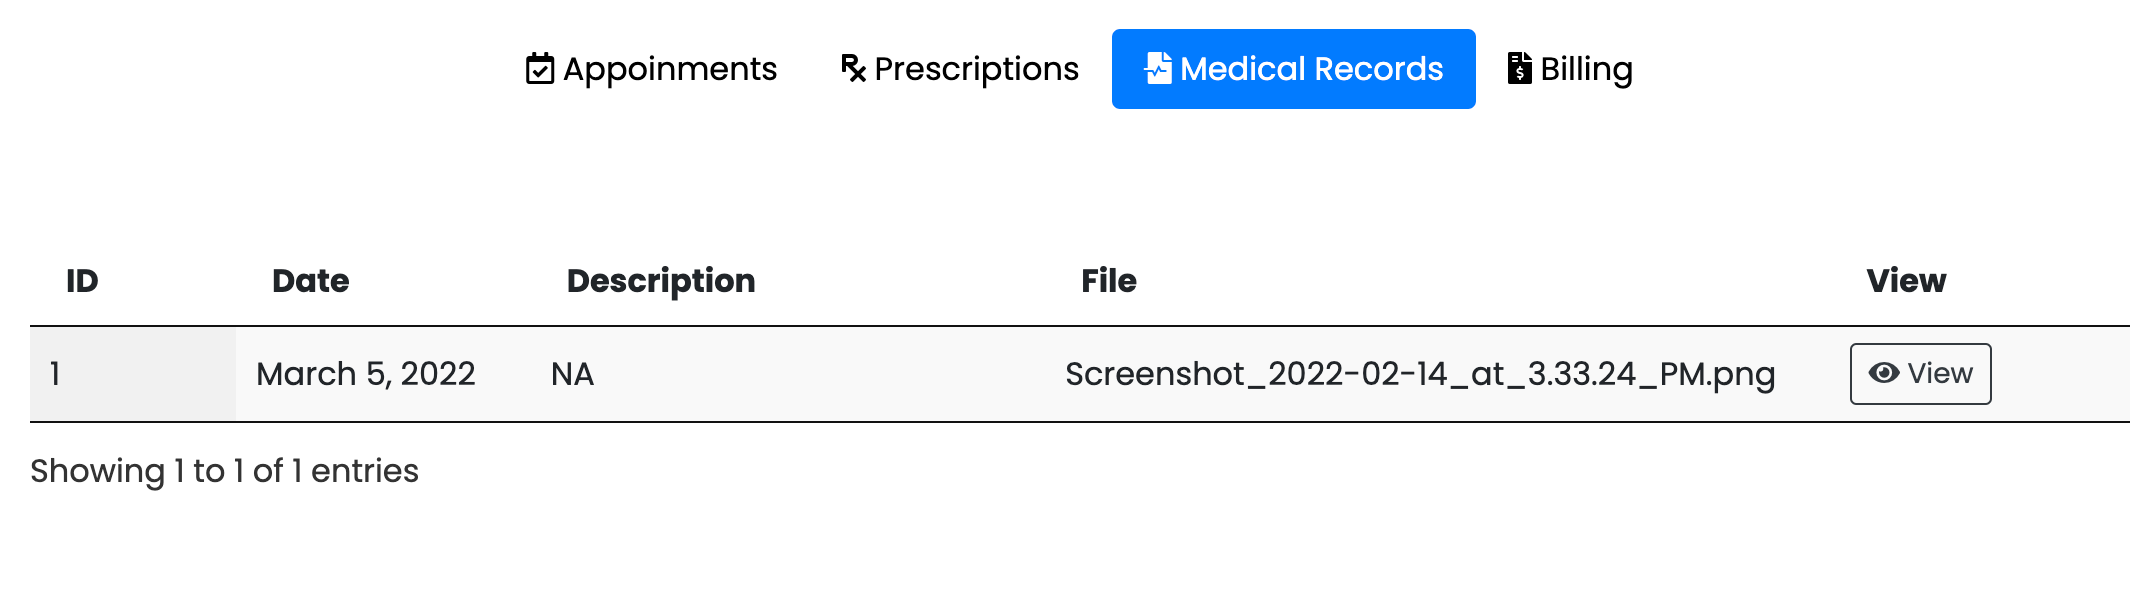 Appoinments Prescriptions Medical Records Billing
ID Date Description File View
1 March 5, 2022 NA Screenshot_2022-02-14_at_3.33.24_PM.png View
Showing 1 to 1 of 1 entries